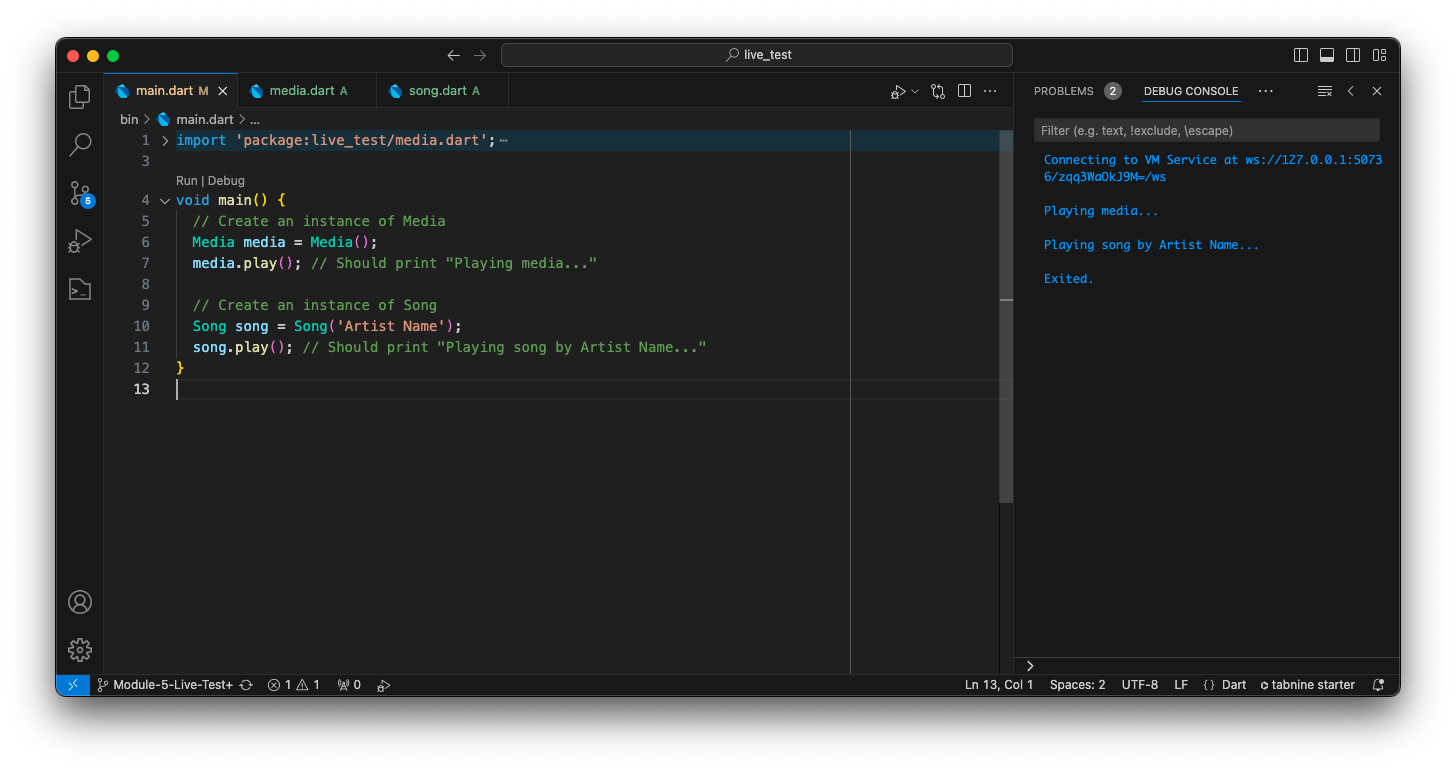 live_test
main.dart M
media.dart A
song.dart A
PROBLEMS 2
DEBUG CONSOLE
bin > main.dart > ...
Filter (e.g. text, !exclude, \escape)
1 import 'package:live_test/media.dart';
3
Run | Debug
4 void main() {
5 // Create an instance of Media
6 Media media = Media();
7 media.play(); // Should print "Playing media..."
8
9 // Create an instance of Song
10 Song song = Song('Artist Name');
11 song.play(); // Should print "Playing song by Artist Name..."
12 }
13
Connecting to VM Service at ws://127.0.0.1:5073
6/zqq3WaOkJ9M=/ws
Playing media...
Playing song by Artist Name...
Exited.
5
Module-5-Live-Test+ 1 1 0
Ln 13, Col 1 Spaces: 2 UTF-8 LF {} Dart tabnine starter